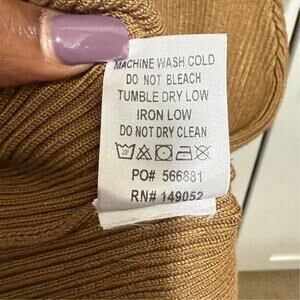 MACHINE WASH COLD
DO NOT BLEACH
TUMBLE DRY LOW
IRON LOW
DO NOT DRY CLEAN
PO# 566881
RN# 149052